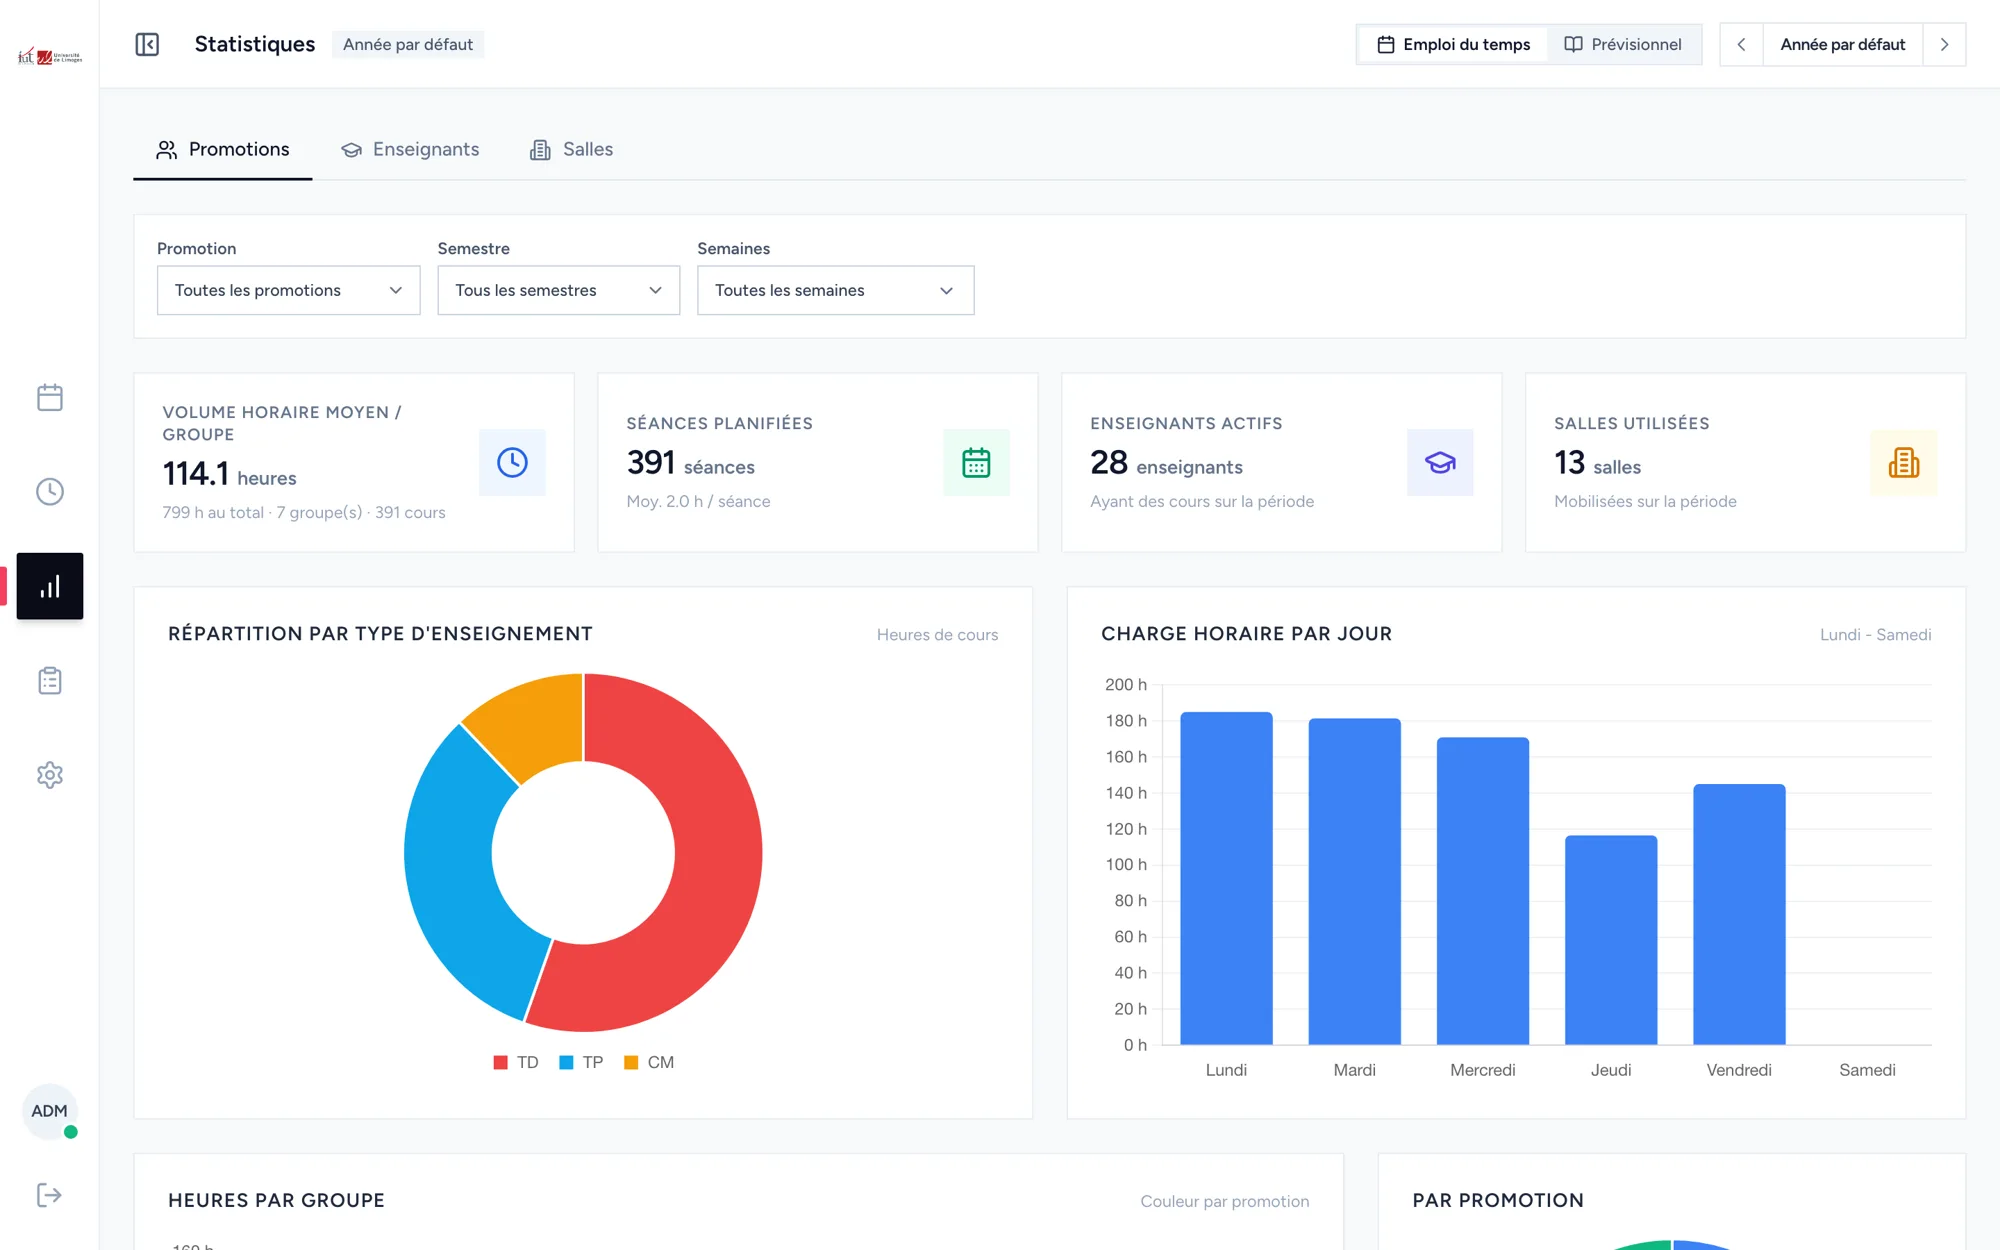 iut Université de Limoges
Statistiques
Année par défaut
Emploi du temps
Prévisionnel
Année par défaut
Promotions
Enseignants
Salles
Promotion
Semestre
Semaines
Toutes les promotions
Tous les semestres
Toutes les semaines
VOLUME HORAIRE MOYEN /
GROUPE
114.1 heures
799 h au total · 7 groupe(s) · 391 cours
SÉANCES PLANIFIÉES
391 séances
Moy. 2.0 h / séance
ENSEIGNANTS ACTIFS
28 enseignants
Ayant des cours sur la période
SALLES UTILISÉES
13 salles
Mobilisées sur la période
RÉPARTITION PAR TYPE D'ENSEIGNEMENT
Heures de cours
TD
TP
CM
CHARGE HORAIRE PAR JOUR
Lundi - Samedi
200 h
180 h
160 h
140 h
120 h
100 h
80 h
60 h
40 h
20 h
0 h
Lundi
Mardi
Mercredi
Jeudi
Vendredi
Samedi
ADM
HEURES PAR GROUPE
Couleur par promotion
160 h
PAR PROMOTION